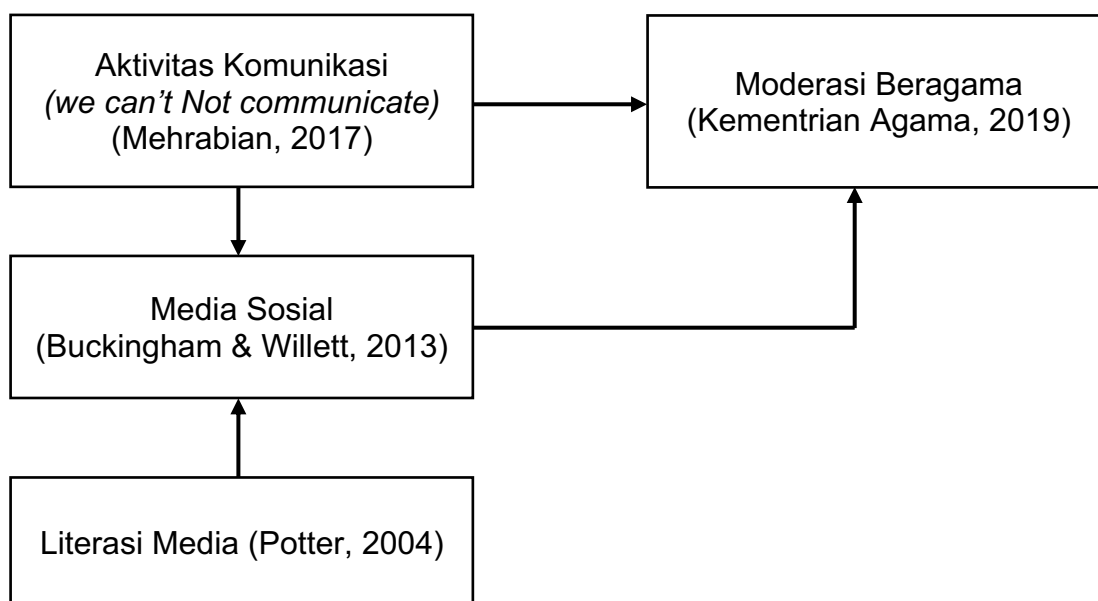 Aktivitas Komunikasi
(we can't Not communicate)
(Mehrabian, 2017)
Moderasi Beragama
(Kementrian Agama, 2019)
Media Sosial
(Buckingham & Willett, 2013)
Literasi Media (Potter, 2004)